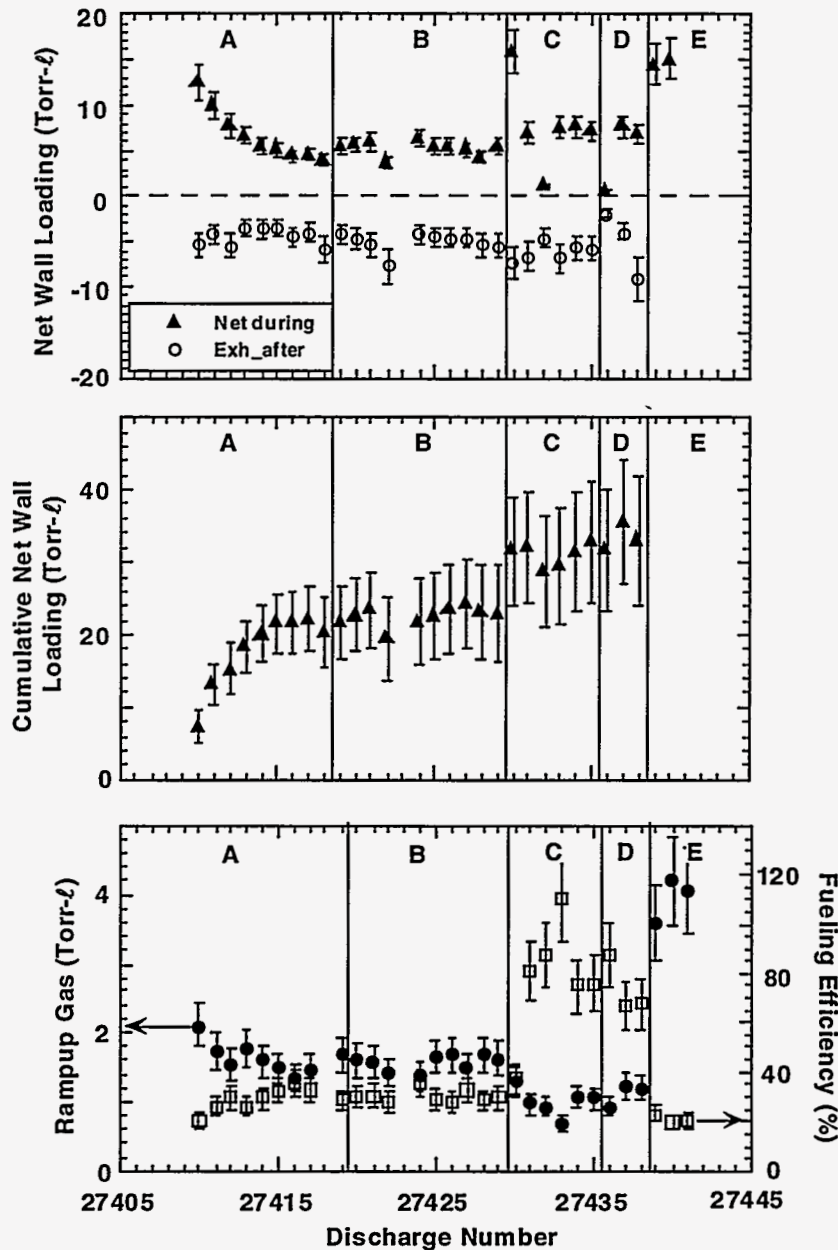 A B C D E
20
10
0
-10
-20
Net Wall Loading (Torr-ℓ)
Net during
Exh_after
A B C D E
40
20
0
Cumulative Net Wall
Loading (Torr-ℓ)
A B C D E
4
2
0
Rampup Gas (Torr-ℓ)
120
80
40
0
Fueling Efficiency (%)
27405 27415 27425 27435 27445
Discharge Number